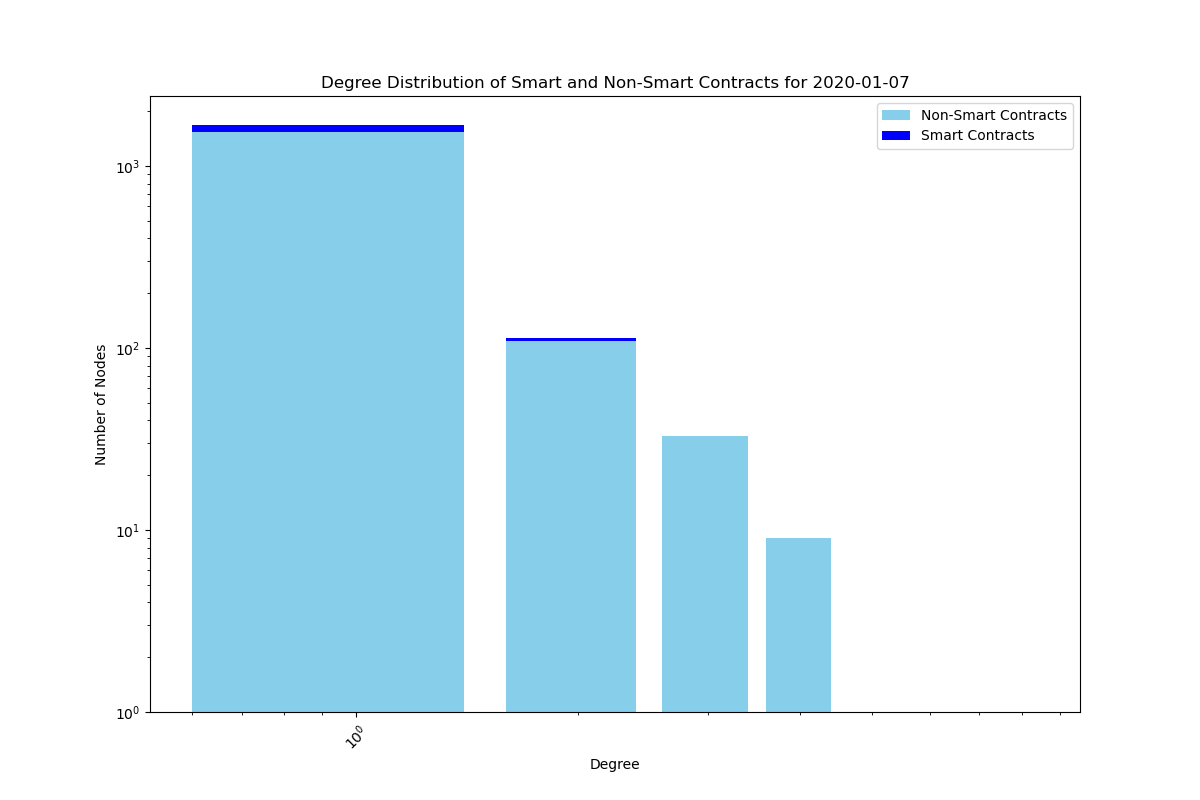 Degree Distribution of Smart and Non-Smart Contracts for 2020-01-07
Non-Smart Contracts
Smart Contracts
Number of Nodes
10³
10²
10¹
10⁰
10⁰
Degree